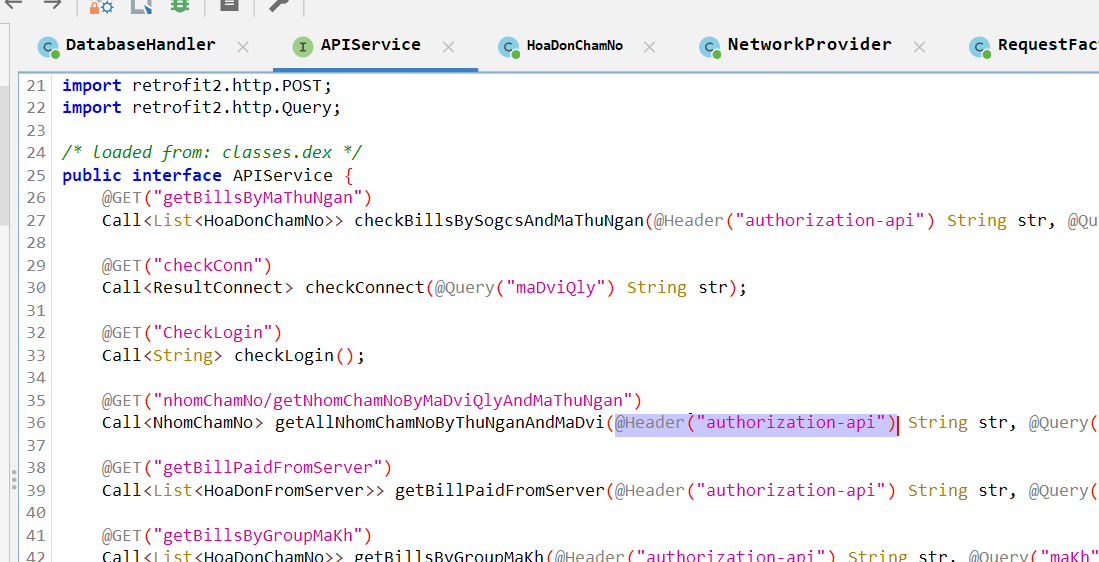 DatabaseHandler × APIService × HoaDonChamNo × NetworkProvider × RequestFac
21 import retrofit2.http.POST;
22 import retrofit2.http.Query;
23
24 /* loaded from: classes.dex */
25 public interface APIService {
26 @GET("getBillsByMaThuNgan")
27 Call<List<HoaDonChamNo>> checkBillsBySogcsAndMaThuNgan(@Header("authorization-api") String str, @Qu
28
29 @GET("checkConn")
30 Call<ResultConnect> checkConnect(@Query("maDviQly") String str);
31
32 @GET("CheckLogin")
33 Call<String> checkLogin();
34
35 @GET("nhomChamNo/getNhomChamNoByMaDviQlyAndMaThuNgan")
36 Call<NhomChamNo> getAllNhomChamNoByThuNganAndMaDvi(@Header("authorization-api") String str, @Query(
37
38 @GET("getBillPaidFromServer")
39 Call<List<HoaDonFromServer>> getBillPaidFromServer(@Header("authorization-api") String str, @Query(
40
41 @GET("getBillsByGroupMaKh")
42 Call<List<HoaDonChamNo>> getBillsByGroupMaKh(@Header("authorization-api") String str, @Query("maKh"